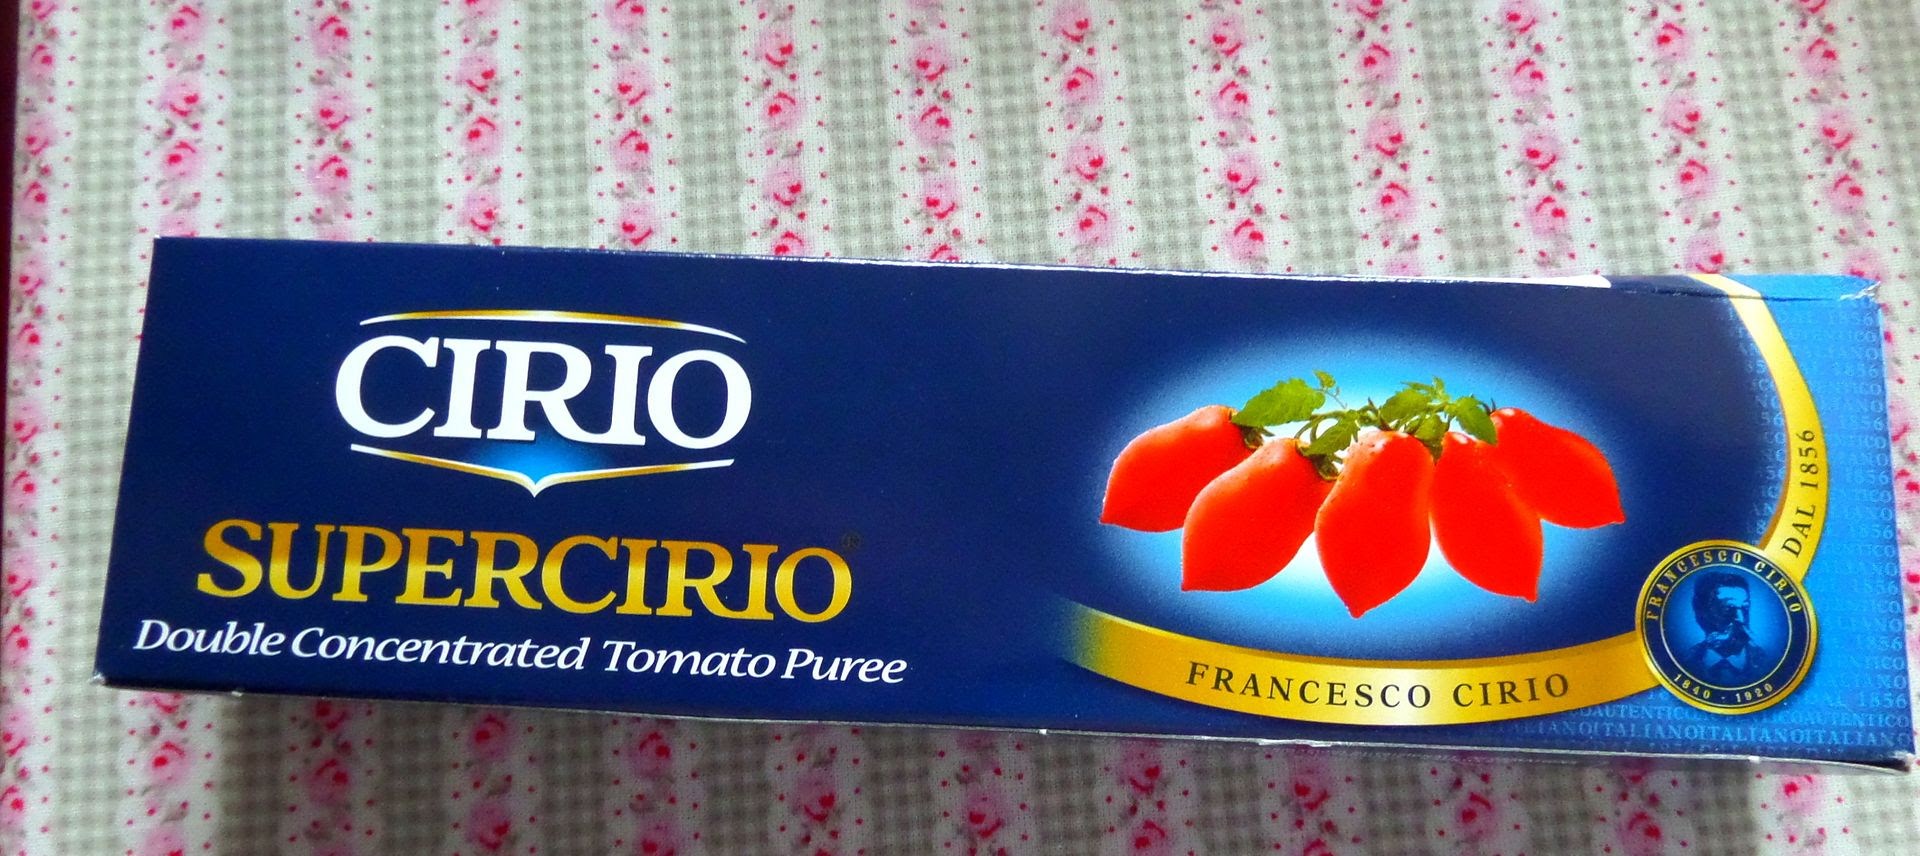 CIRIO
SUPERCIRIO®
Double Concentrated Tomato Puree
FRANCESCO CIRIO
DAL 1856
FRANCESCO CIRIO
1840 - 1920